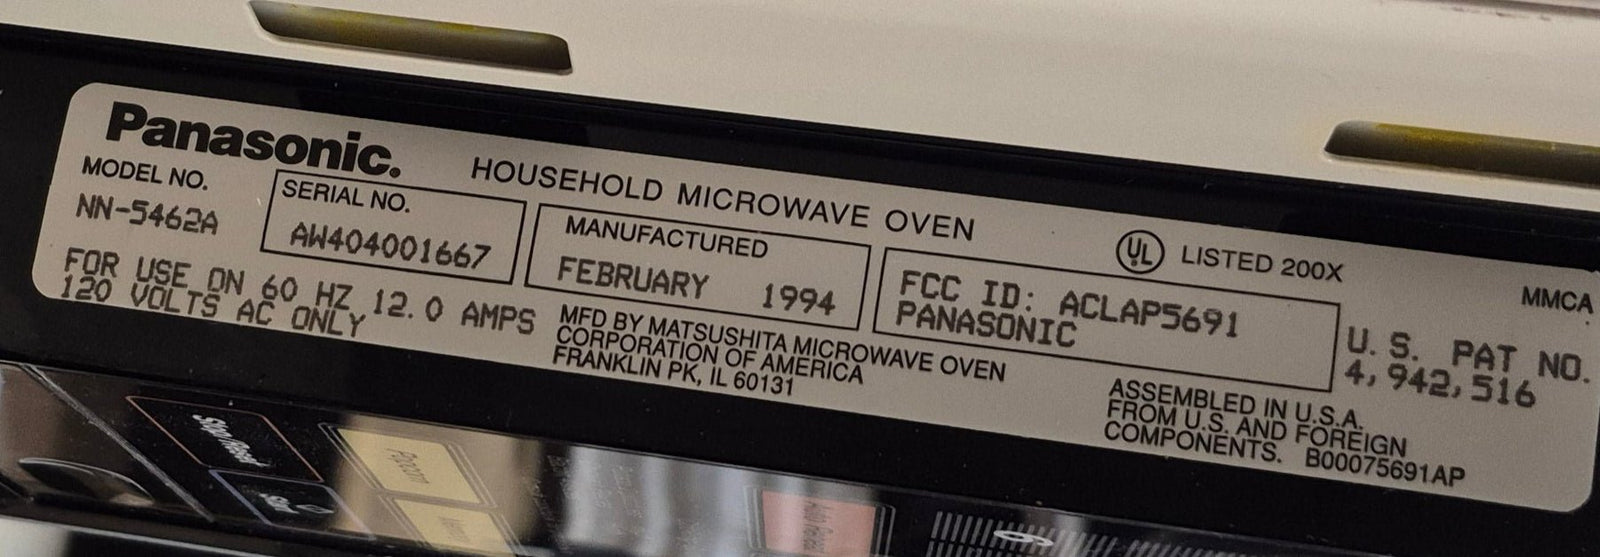 Panasonic.
HOUSEHOLD MICROWAVE OVEN
UL LISTED 200X
MMCA
MODEL NO.
NN-5462A
SERIAL NO.
AW404001667
MANUFACTURED
FEBRUARY 1994
FCC ID: ACLAP5691
PANASONIC
U. S. PAT NO.
4,942,516
FOR USE ON 60 HZ 12.0 AMPS
120 VOLTS AC ONLY
MFD BY MATSUSHITA MICROWAVE OVEN
CORPORATION OF AMERICA
FRANKLIN PK, IL 60131
ASSEMBLED IN U.S.A.
FROM U.S. AND FOREIGN
COMPONENTS. B00075691AP
Stop/Reset
Start